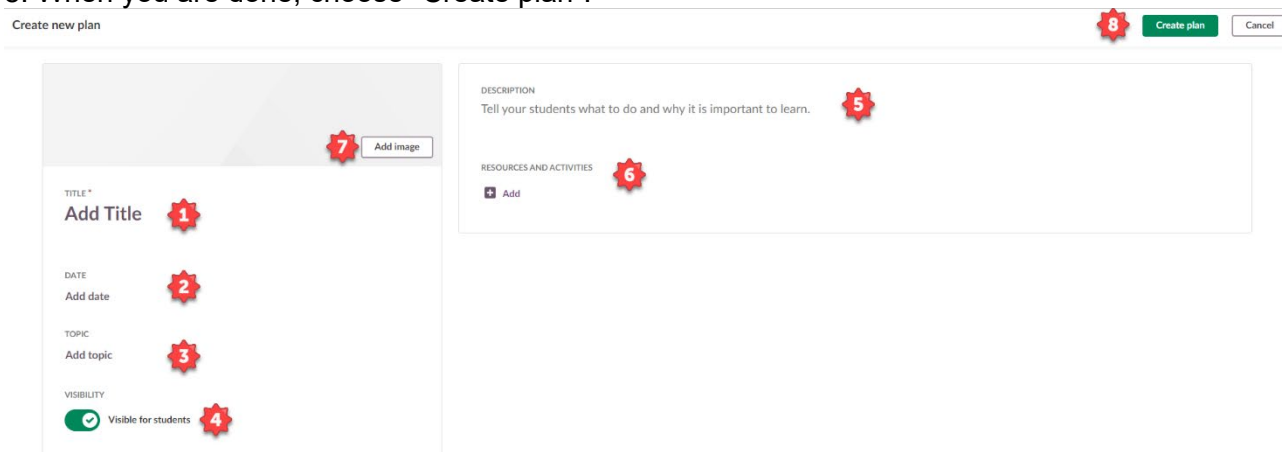 Create new plan
8
Create plan
Cancel
7
Add image
TITLE *
Add Title
1
DATE
Add date
2
TOPIC
Add topic
3
VISIBILITY
Visible for students
4
DESCRIPTION
Tell your students what to do and why it is important to learn.
5
RESOURCES AND ACTIVITIES
6
Add